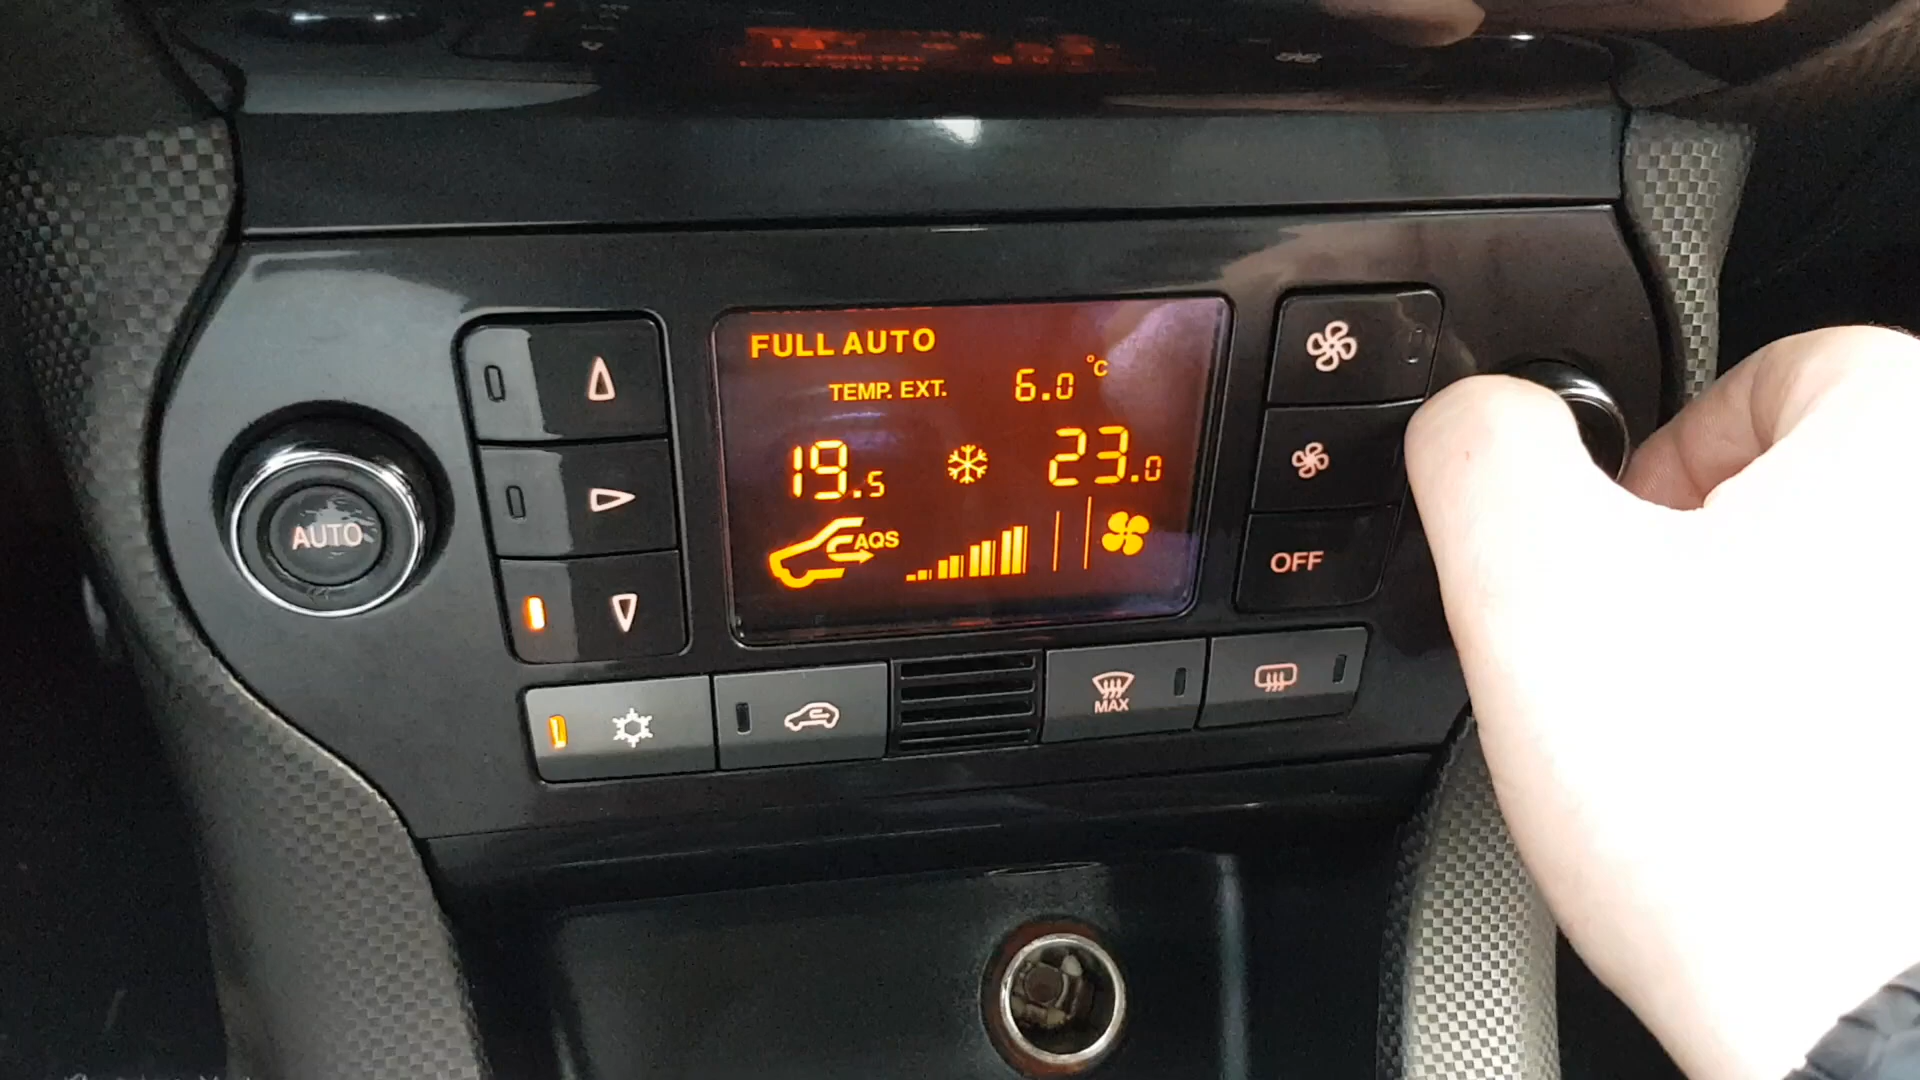 FULL AUTO
TEMP. EXT. 6.0 °C
19.5 23.0
AQS
AUTO
OFF
MAX